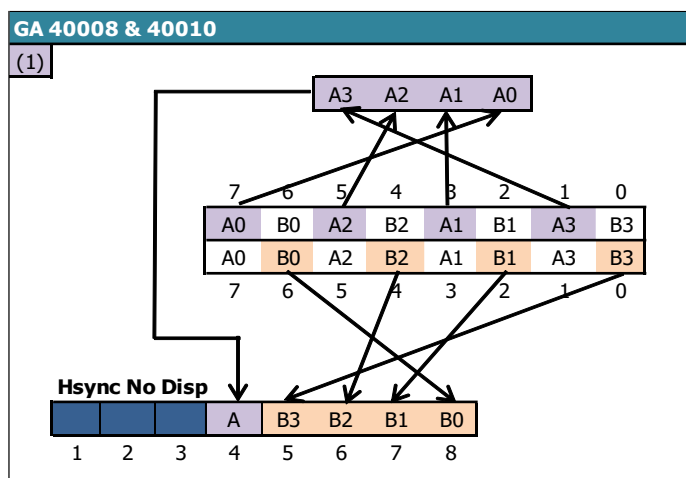 GA 40008 & 40010
(1)
A3 A2 A1 A0
7 6 5 4 3 2 1 0
A0 B0 A2 B2 A1 B1 A3 B3
A0 B0 A2 B2 A1 B1 A3 B3
7 6 5 4 3 2 1 0
Hsync No Disp
A B3 B2 B1 B0
1 2 3 4 5 6 7 8